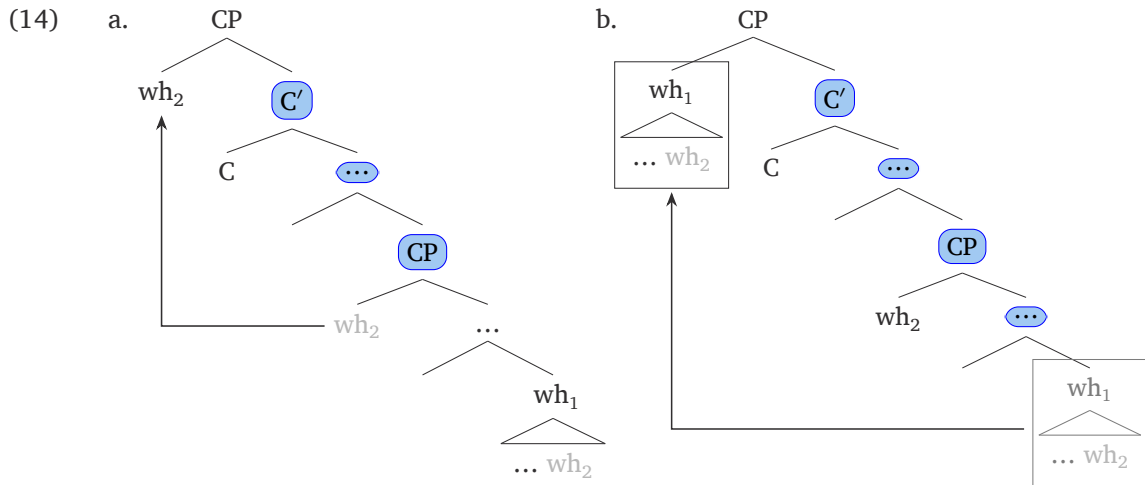 (14) a. CP b. CP
wh₂ C′ wh₁ C′
C ... ... wh₂ C ...
CP CP
wh₂ ... wh₂ ...
wh₁ wh₁
... wh₂ ... wh₂